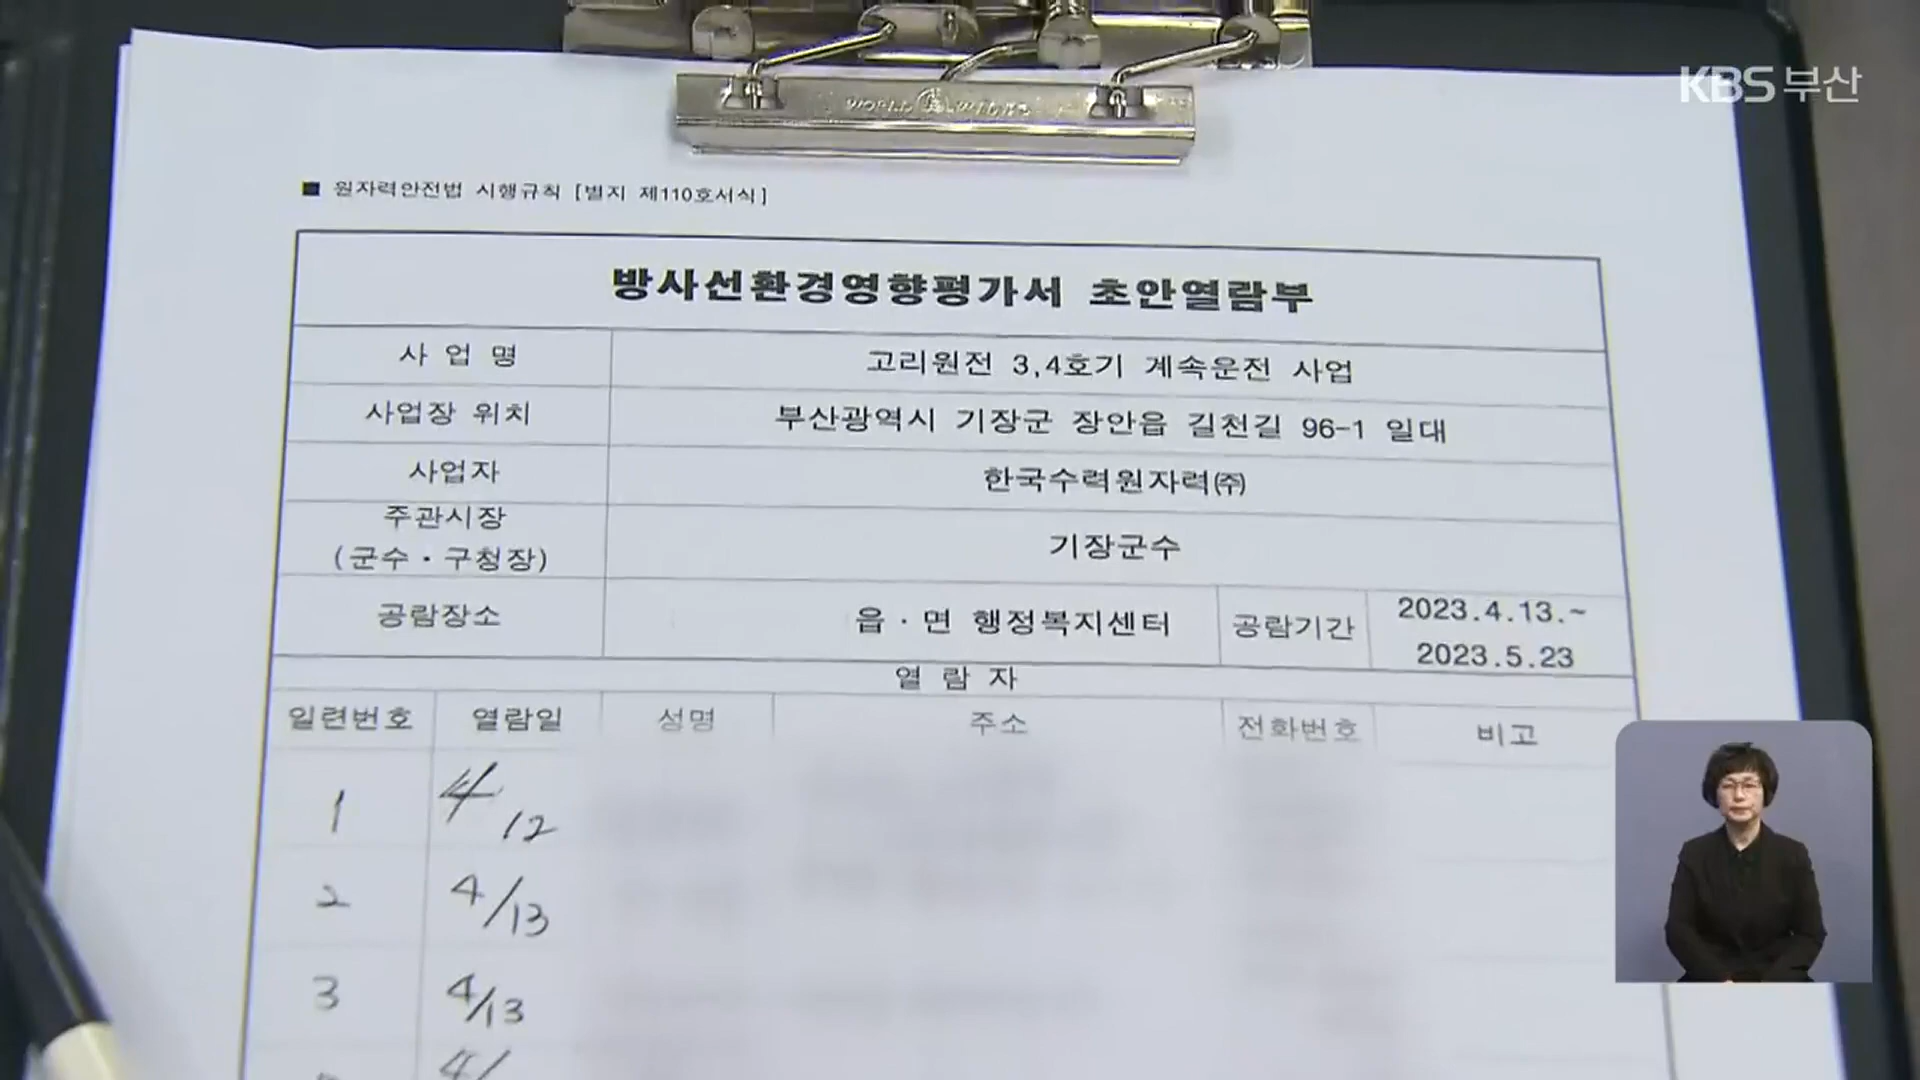 KBS 부산
■ 원자력안전법 시행규칙 [별지 제110호서식]
방사선환경영향평가서 초안열람부
사 업 명 고리원전 3,4호기 계속운전 사업
사업장 위치 부산광역시 기장군 장안읍 길천길 96-1 일대
사업자 한국수력원자력㈜
주관시장
(군수·구청장) 기장군수
공람장소 읍·면 행정복지센터 공람기간 2023.4.13.~
2023.5.23
열 람 자
일련번호 열람일 성명 주소 전화번호 비고
1 4/12
2 4/13
3 4/13
4/